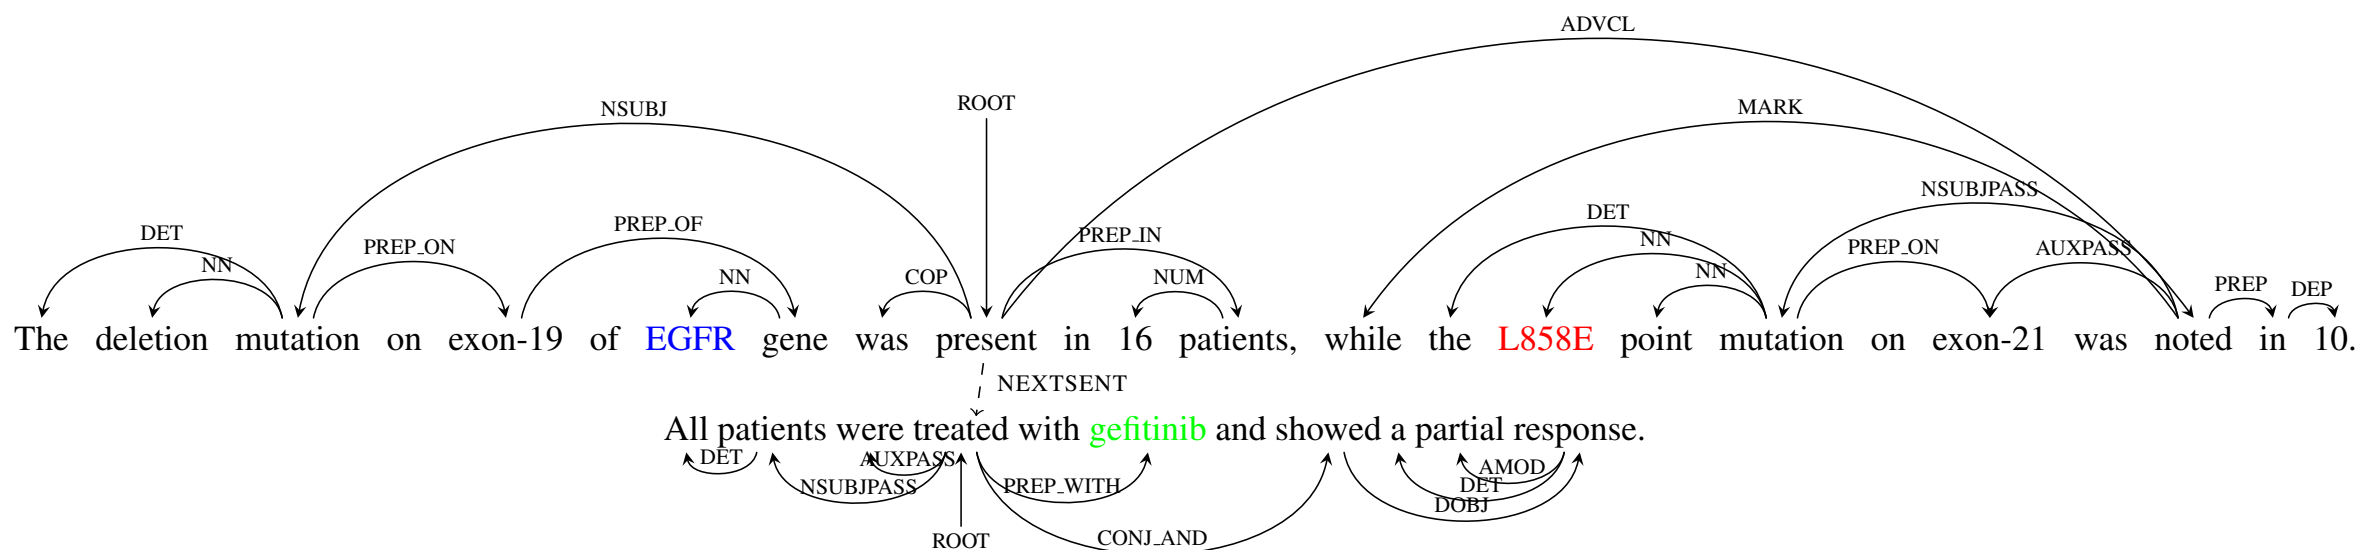 ADVCL
ROOT
NSUBJ MARK
NSUBJPASS
DET PREP_OF DET
PREP_ON PREP_IN NN PREP_ON AUXPASS
NN NN COP NUM NN PREP DEP
The deletion mutation on exon-19 of EGFR gene was present in 16 patients, while the L858E point mutation on exon-21 was noted in 10.
NEXTSENT
All patients were treated with gefitinib and showed a partial response.
DET AUXPASS AMOD
NSUBJPASS PREP_WITH DET
DOBJ
ROOT CONJ_AND